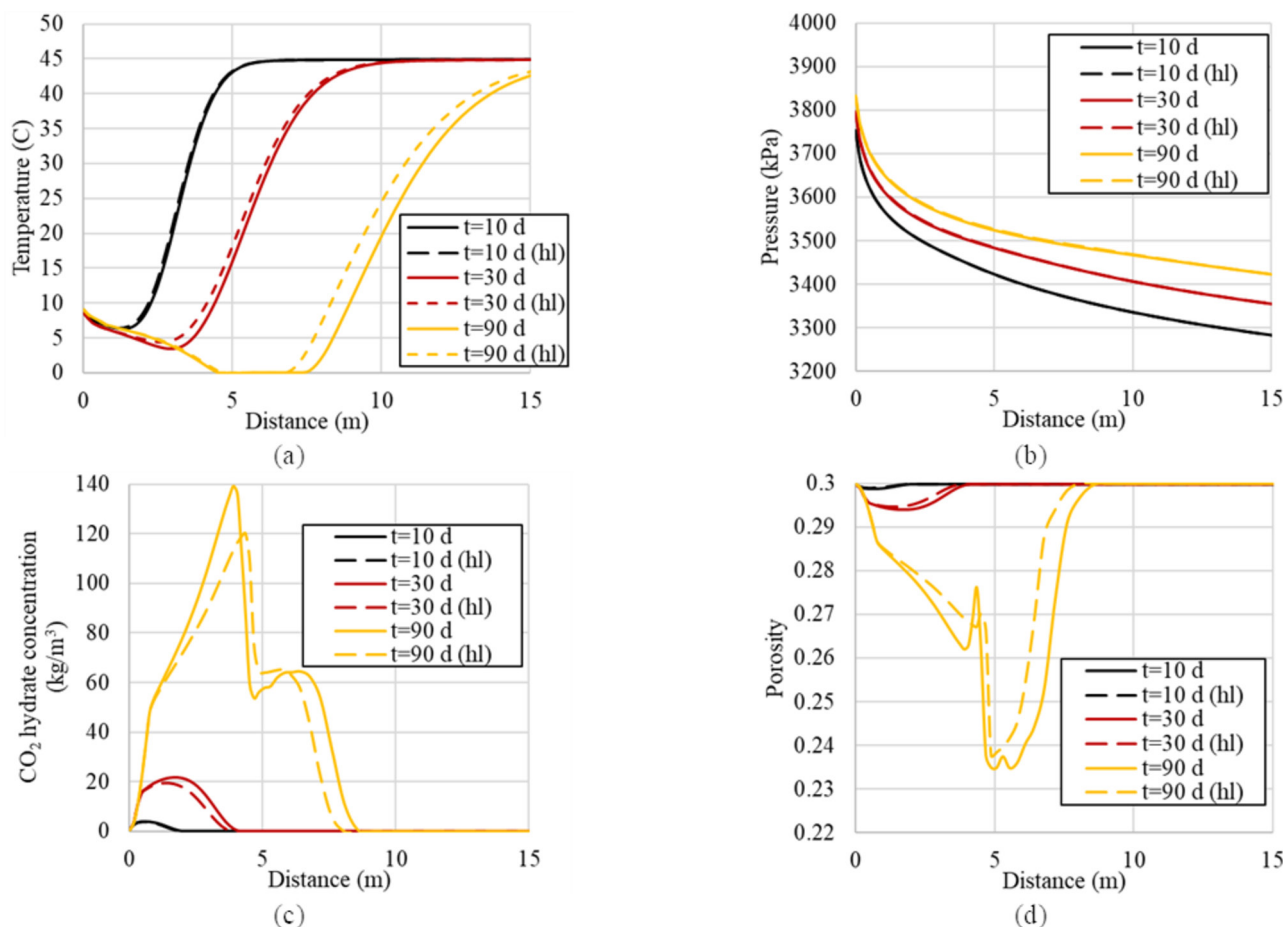 50
45
40
35
30
25
20
15
10
5
0
Temperature (C)
0 5 10 15
Distance (m)
t=10 d
t=10 d (hl)
t=30 d
t=30 d (hl)
t=90 d
t=90 d (hl)
(a)
4000
3900
3800
3700
3600
3500
3400
3300
3200
Pressure (kPa)
0 5 10 15
Distance (m)
t=10 d
t=10 d (hl)
t=30 d
t=30 d (hl)
t=90 d
t=90 d (hl)
(b)
140
120
100
80
60
40
20
0
CO2 hydrate concentration
(kg/m³)
0 5 10 15
Distance (m)
t=10 d
t=10 d (hl)
t=30 d
t=30 d (hl)
t=90 d
t=90 d (hl)
(c)
0.3
0.29
0.28
0.27
0.26
0.25
0.24
0.23
0.22
Porosity
0 5 10 15
Distance (m)
t=10 d
t=10 d (hl)
t=30 d
t=30 d (hl)
t=90 d
t=90 d (hl)
(d)